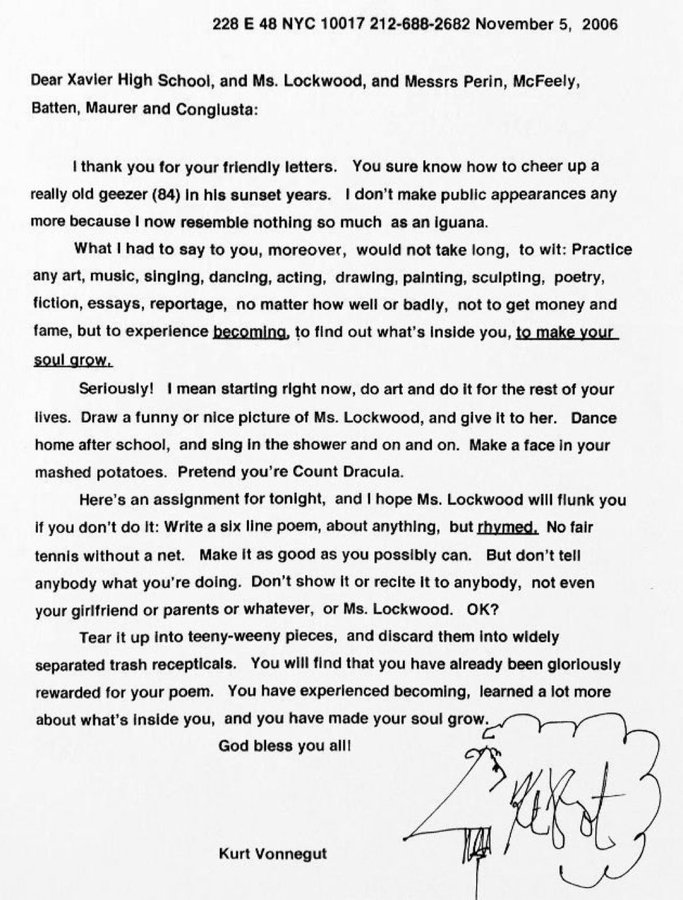 228 E 48 NYC 10017 212-688-2682 November 5, 2006
Dear Xavier High School, and Ms. Lockwood, and Messrs Perin, McFeely,
Batten, Maurer and Congiusta:
I thank you for your friendly letters. You sure know how to cheer up a
really old geezer (84) in his sunset years. I don't make public appearances any
more because I now resemble nothing so much as an iguana.
What I had to say to you, moreover, would not take long, to wit: Practice
any art, music, singing, dancing, acting, drawing, painting, sculpting, poetry,
fiction, essays, reportage, no matter how well or badly, not to get money and
fame, but to experience becoming, to find out what's inside you, to make your
soul grow.
Seriously! I mean starting right now, do art and do it for the rest of your
lives. Draw a funny or nice picture of Ms. Lockwood, and give it to her. Dance
home after school, and sing in the shower and on and on. Make a face in your
mashed potatoes. Pretend you're Count Dracula.
Here's an assignment for tonight, and I hope Ms. Lockwood will flunk you
if you don't do it: Write a six line poem, about anything, but rhymed. No fair
tennis without a net. Make it as good as you possibly can. But don't tell
anybody what you're doing. Don't show it or recite it to anybody, not even
your girlfriend or parents or whatever, or Ms. Lockwood. OK?
Tear it up into teeny-weeny pieces, and discard them into widely
separated trash recepticals. You will find that you have already been gloriously
rewarded for your poem. You have experienced becoming, learned a lot more
about what's inside you, and you have made your soul grow.
God bless you all!
Kurt Vonnegut